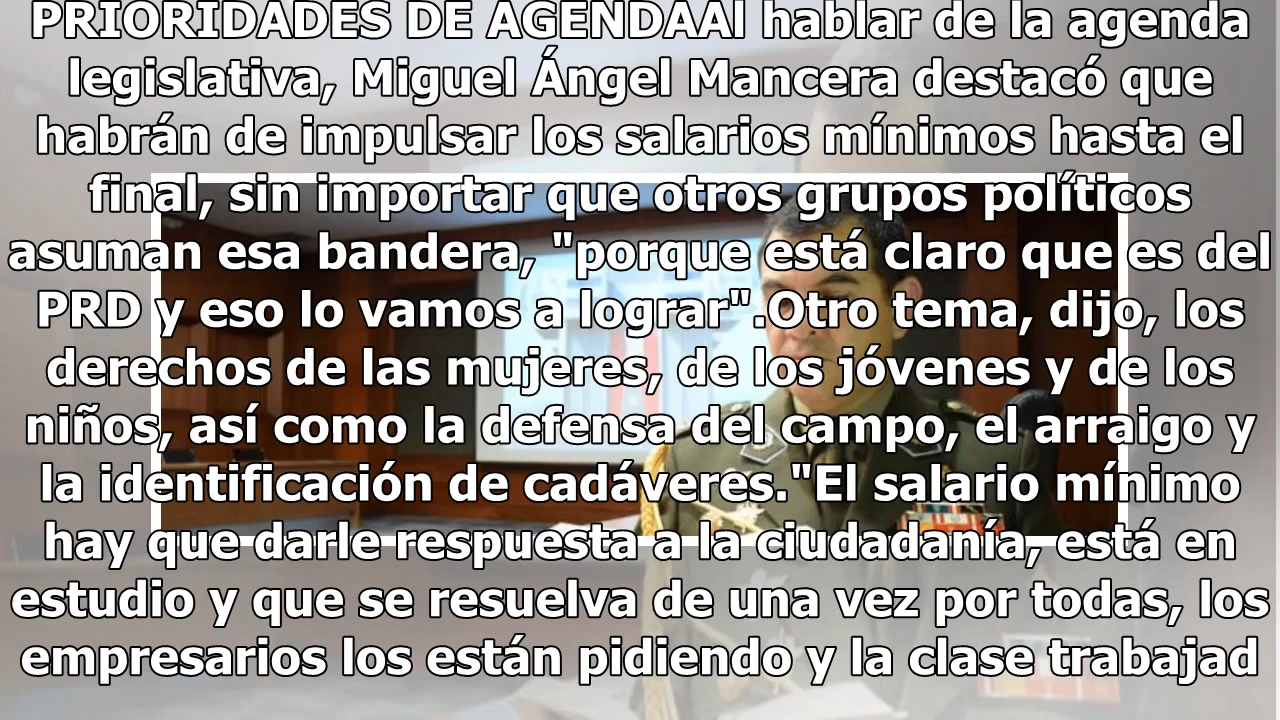 PRIORIDADES DE AGENDAAl hablar de la agenda
legislativa, Miguel Ángel Mancera destacó que
habrán de impulsar los salarios mínimos hasta el
final, sin importar que otros grupos políticos
asuman esa bandera, "porque está claro que es del
PRD y eso lo vamos a lograr".Otro tema, dijo, los
derechos de las mujeres, de los jóvenes y de los
niños, así como la defensa del campo, el arraigo y
la identificación de cadáveres."El salario mínimo
hay que darle respuesta a la ciudadanía, está en
estudio y que se resuelva de una vez por todas, los
empresarios los están pidiendo y la clase trabajad